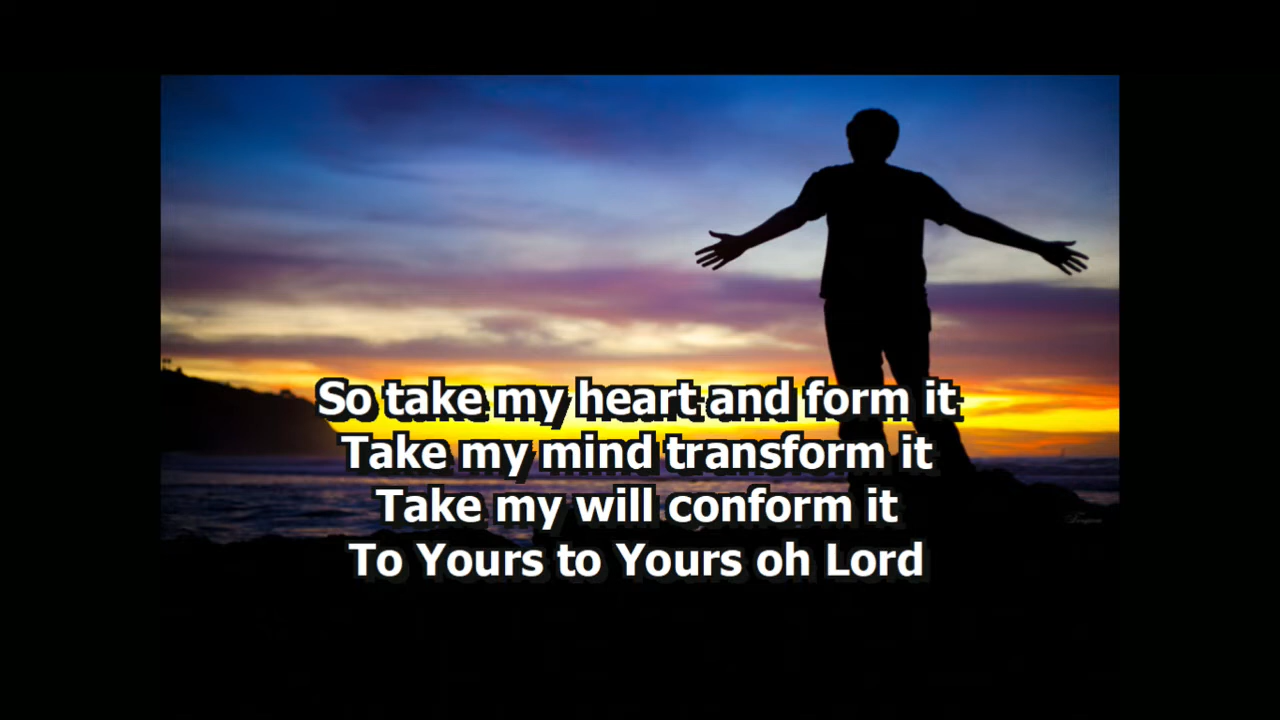 So take my heart and form it
Take my mind transform it
Take my will conform it
To Yours to Yours oh Lord